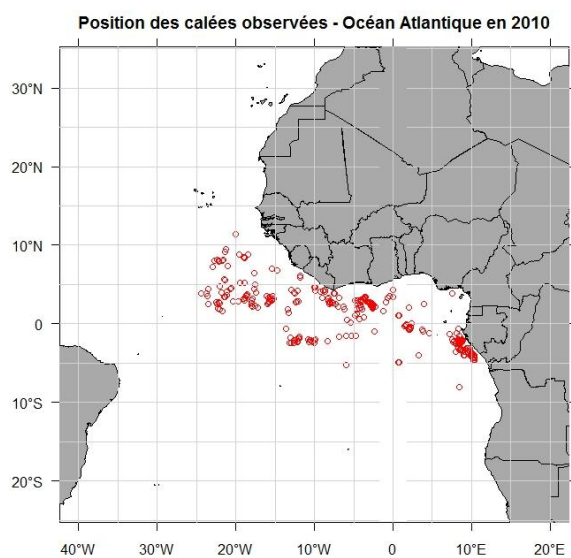 Position des calées observées - Océan Atlantique en 2010
30°N
20°N
10°N
0
10°S
20°S
40°W
30°W
20°W
10°W
0
10°E
20°E